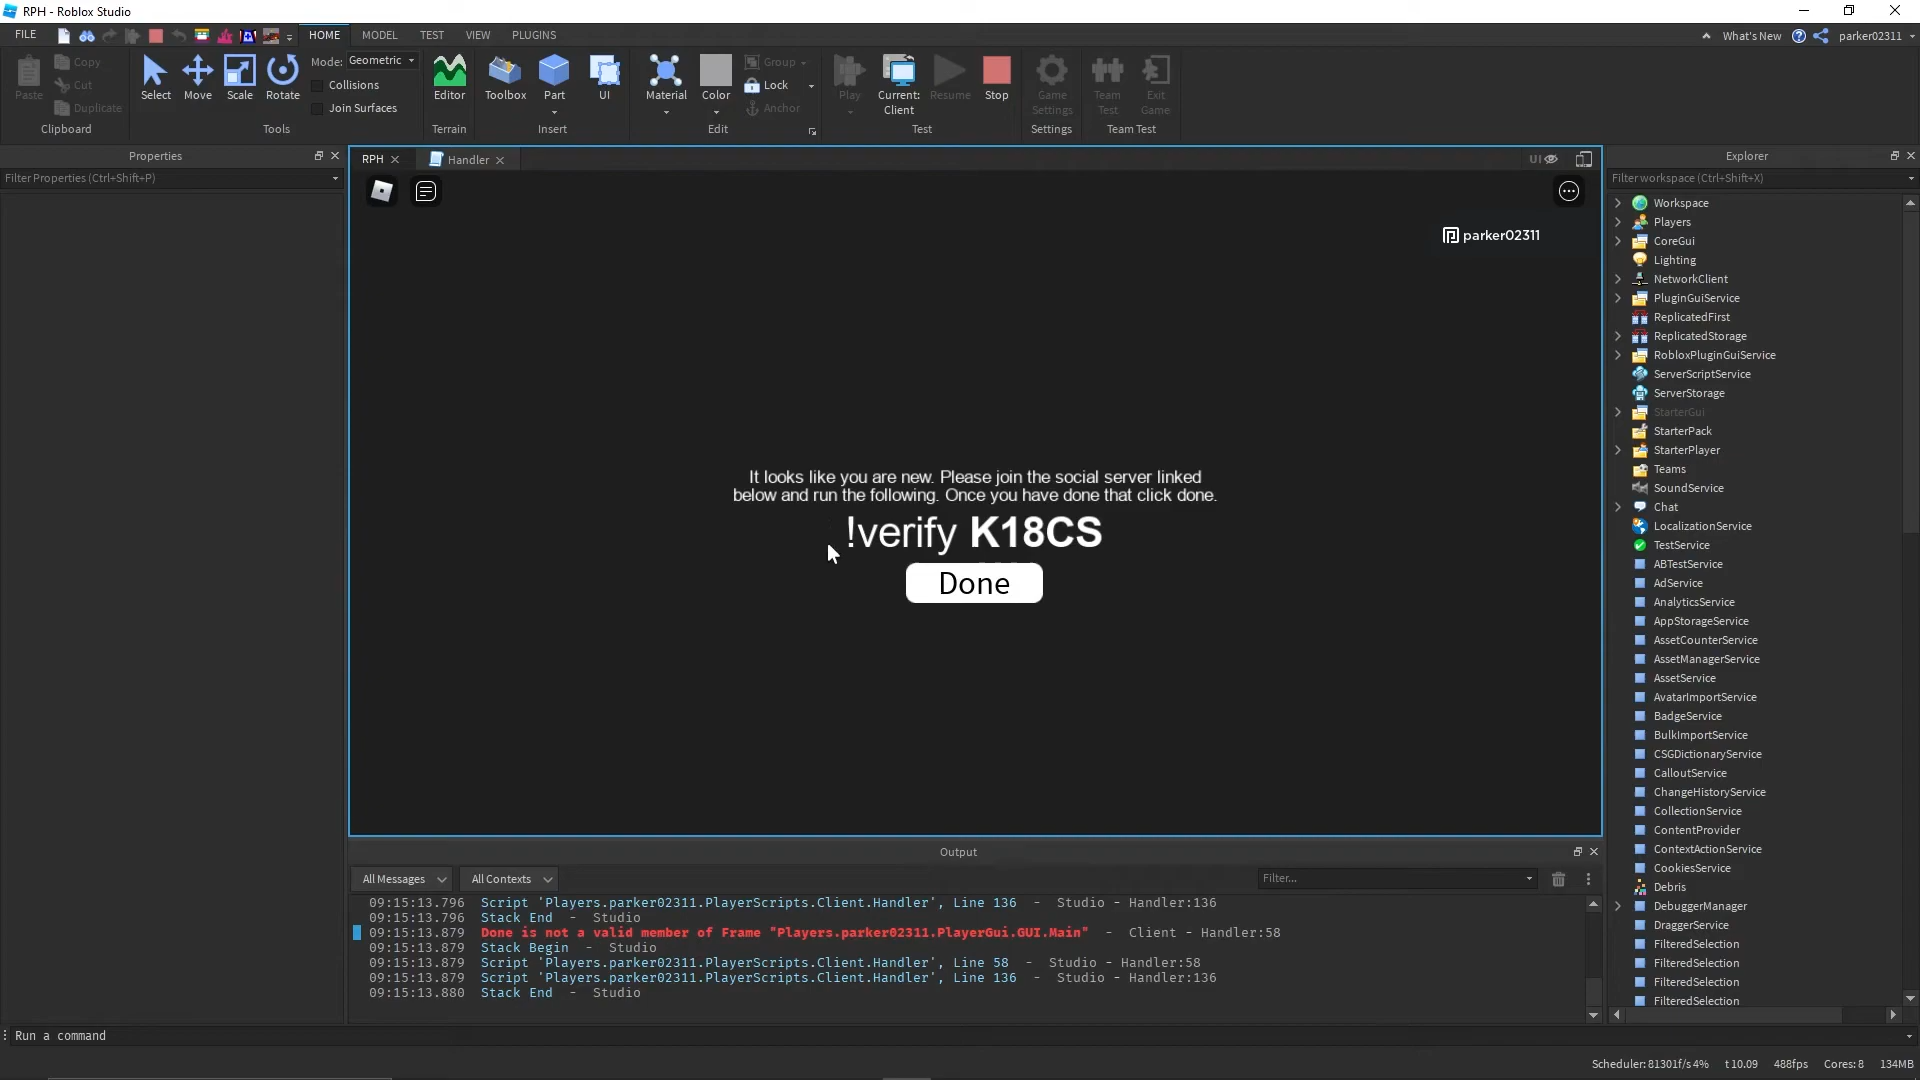 RPH - Roblox Studio
FILE
HOME
MODEL
TEST
VIEW
PLUGINS
What's New
parker02311
Paste
Copy
Cut
Duplicate
Clipboard
Select
Move
Scale
Rotate
Mode: Geometric
Collisions
Join Surfaces
Tools
Editor
Terrain
Toolbox
Part
UI
Insert
Material
Color
Group
Lock
Anchor
Edit
Play
Current:
Client
Resume
Stop
Test
Game
Settings
Settings
Team
Test
Exit
Game
Team Test
Properties
Filter Properties (Ctrl+Shift+P)
RPH
Handler
UI
parker02311
It looks like you are new. Please join the social server linked
below and run the following. Once you have done that click done.
!verify K18CS
Done
Explorer
Filter workspace (Ctrl+Shift+X)
Workspace
Players
CoreGui
Lighting
NetworkClient
PluginGuiService
ReplicatedFirst
ReplicatedStorage
RobloxPluginGuiService
ServerScriptService
ServerStorage
StarterGui
StarterPack
StarterPlayer
Teams
SoundService
Chat
LocalizationService
TestService
ABTestService
AdService
AnalyticsService
AppStorageService
AssetCounterService
AssetManagerService
AssetService
AvatarImportService
BadgeService
BulkImportService
CSGDictionaryService
CalloutService
ChangeHistoryService
CollectionService
ContentProvider
ContextActionService
CookiesService
Debris
DebuggerManager
DraggerService
FilteredSelection
FilteredSelection
FilteredSelection
FilteredSelection
Output
All Messages
All Contexts
Filter...
09:15:13.796 Script 'Players.parker02311.PlayerScripts.Client.Handler', Line 136 - Studio - Handler:136
09:15:13.796 Stack End - Studio
09:15:13.879 Done is not a valid member of Frame "Players.parker02311.PlayerGui.GUI.Main" - Client - Handler:58
09:15:13.879 Stack Begin - Studio
09:15:13.879 Script 'Players.parker02311.PlayerScripts.Client.Handler', Line 58 - Studio - Handler:58
09:15:13.879 Script 'Players.parker02311.PlayerScripts.Client.Handler', Line 136 - Studio - Handler:136
09:15:13.880 Stack End - Studio
Run a command
Scheduler: 81301f/s 4% t 10.09 488fps Cores: 8 134MB